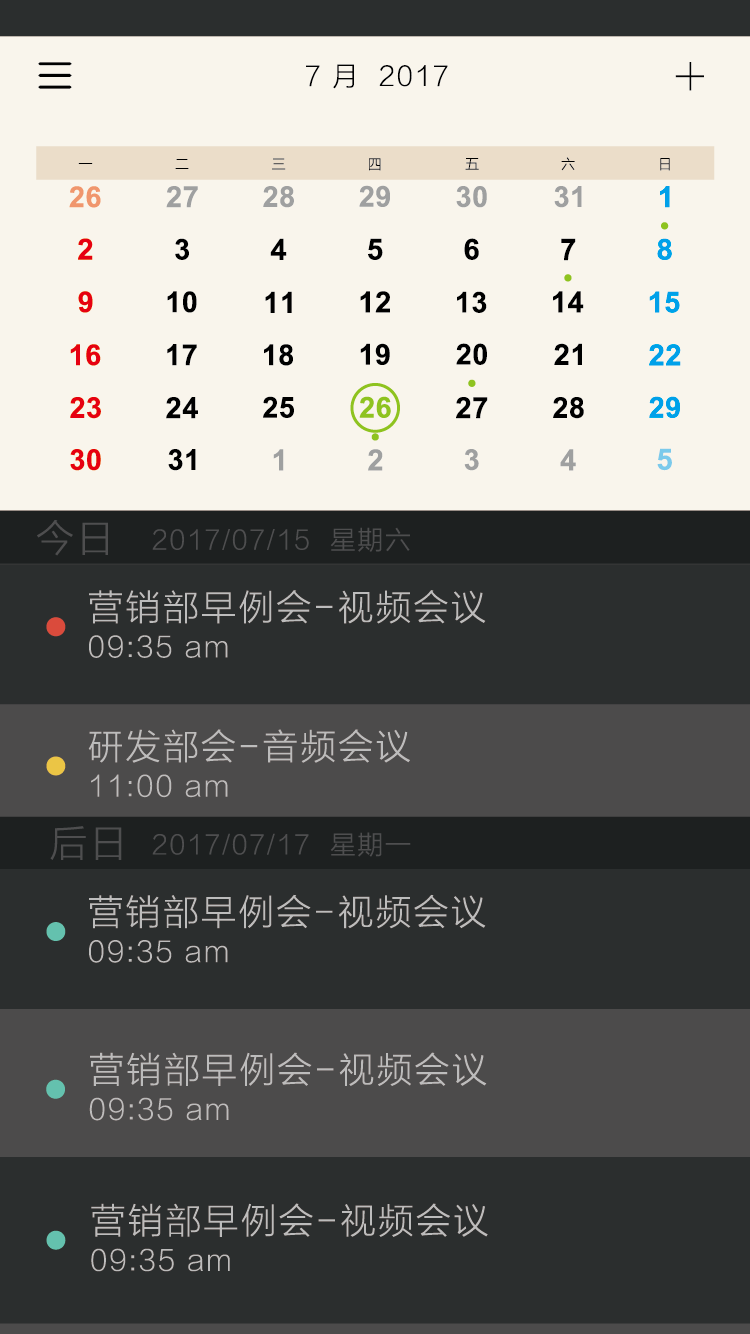 7 月 2017
一 二 三 四 五 六 日
26 27 28 29 30 31 1
2 3 4 5 6 7 8
9 10 11 12 13 14 15
16 17 18 19 20 21 22
23 24 25 26 27 28 29
30 31 1 2 3 4 5
今日 2017/07/15 星期六
营销部早例会-视频会议
09:35 am
研发部会-音频会议
11:00 am
后日 2017/07/17 星期一
营销部早例会-视频会议
09:35 am
营销部早例会-视频会议
09:35 am
营销部早例会-视频会议
09:35 am